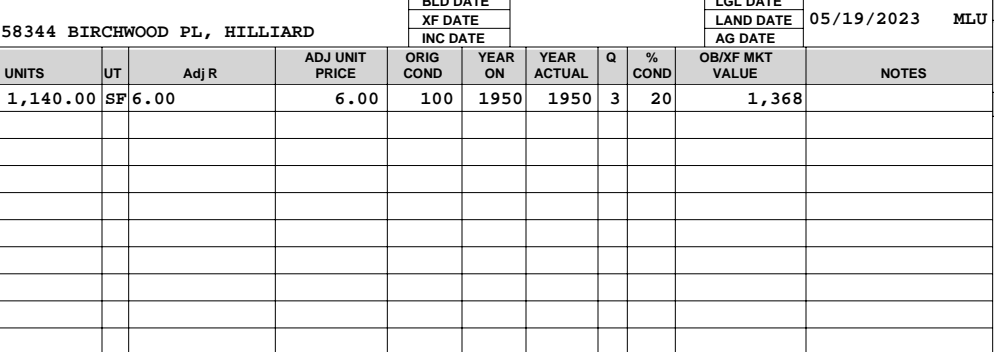 BLD DATE LGL DATE
XF DATE LAND DATE 05/19/2023 MLU
58344 BIRCHWOOD PL, HILLIARD
INC DATE AG DATE
UNITS UT Adj R ADJ UNIT PRICE ORIG COND YEAR ON YEAR ACTUAL Q % COND OB/XF MKT VALUE NOTES
1,140.00 SF 6.00 6.00 100 1950 1950 3 20 1,368